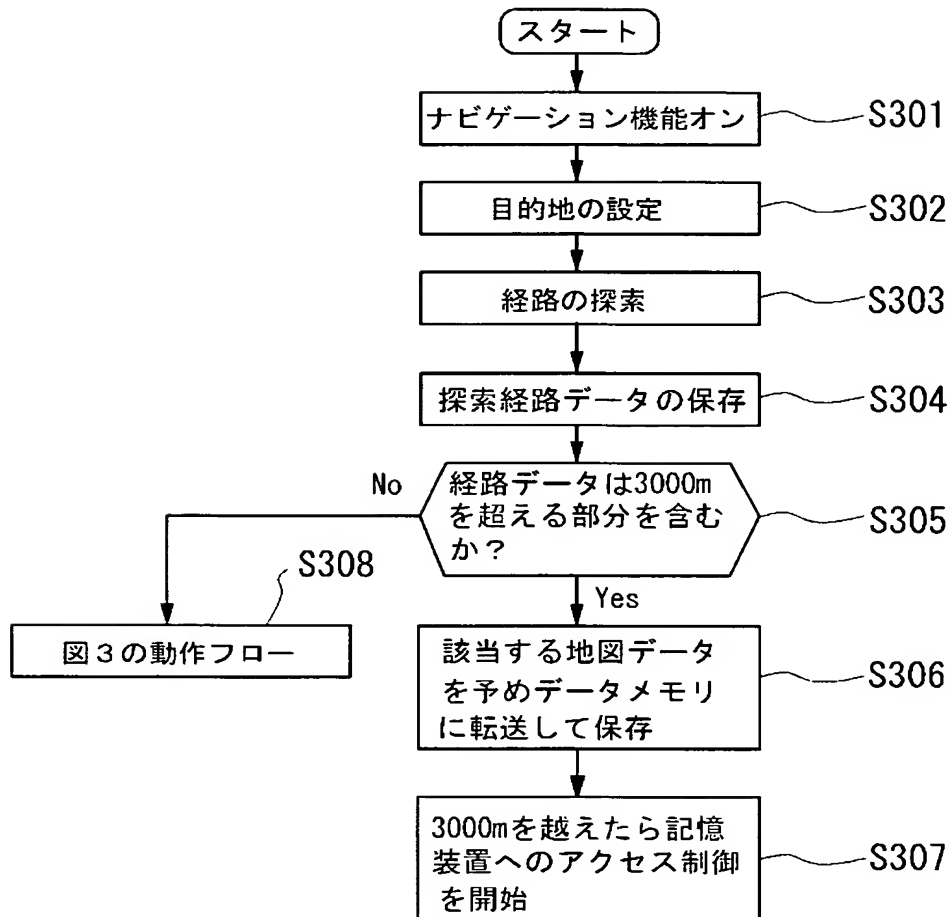 スタート
ナビゲーション機能オン
S301
目的地の設定
S302
経路の探索
S303
探索経路データの保存
S304
No
経路データは3000m
を超える部分を含む
か？
S305
S308
Yes
図３の動作フロー
該当する地図データ
を予めデータメモリ
に転送して保存
S306
3000mを越えたら記憶
装置へのアクセス制御
を開始
S307